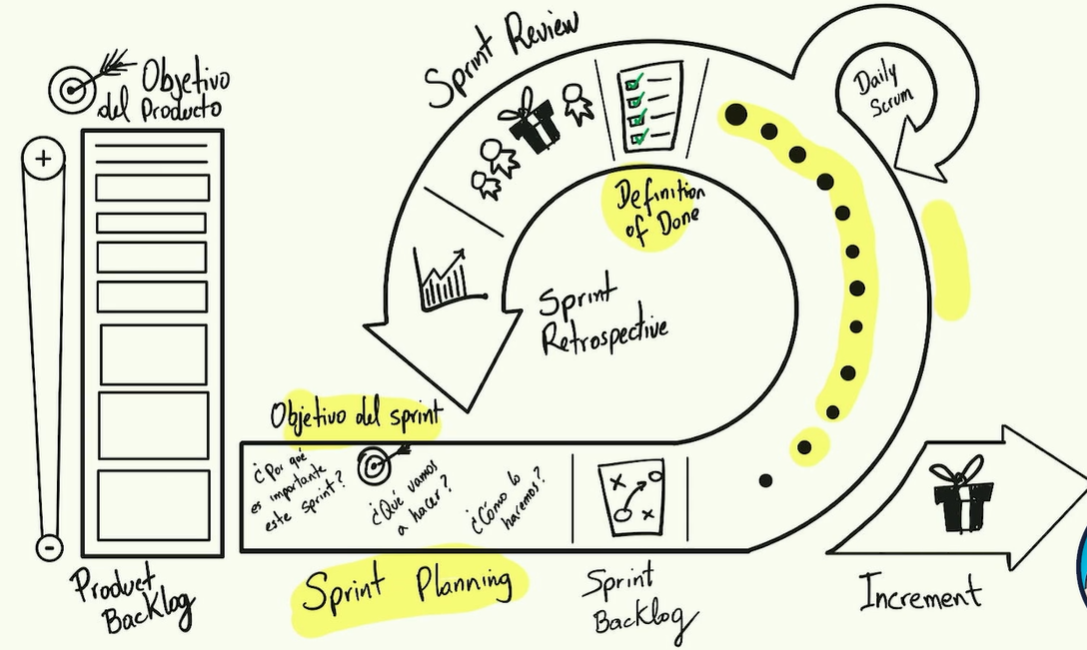 Objetivo
del Producto
+
-
Product
Backlog
Sprint Review
Definition
of Done
Daily
Scrum
Sprint
Retrospective
Objetivo del sprint
¿Por qué
es importante
este sprint?
¿Qué vamos
a hacer?
¿Cómo lo
haremos?
Sprint Planning
Sprint
Backlog
Increment